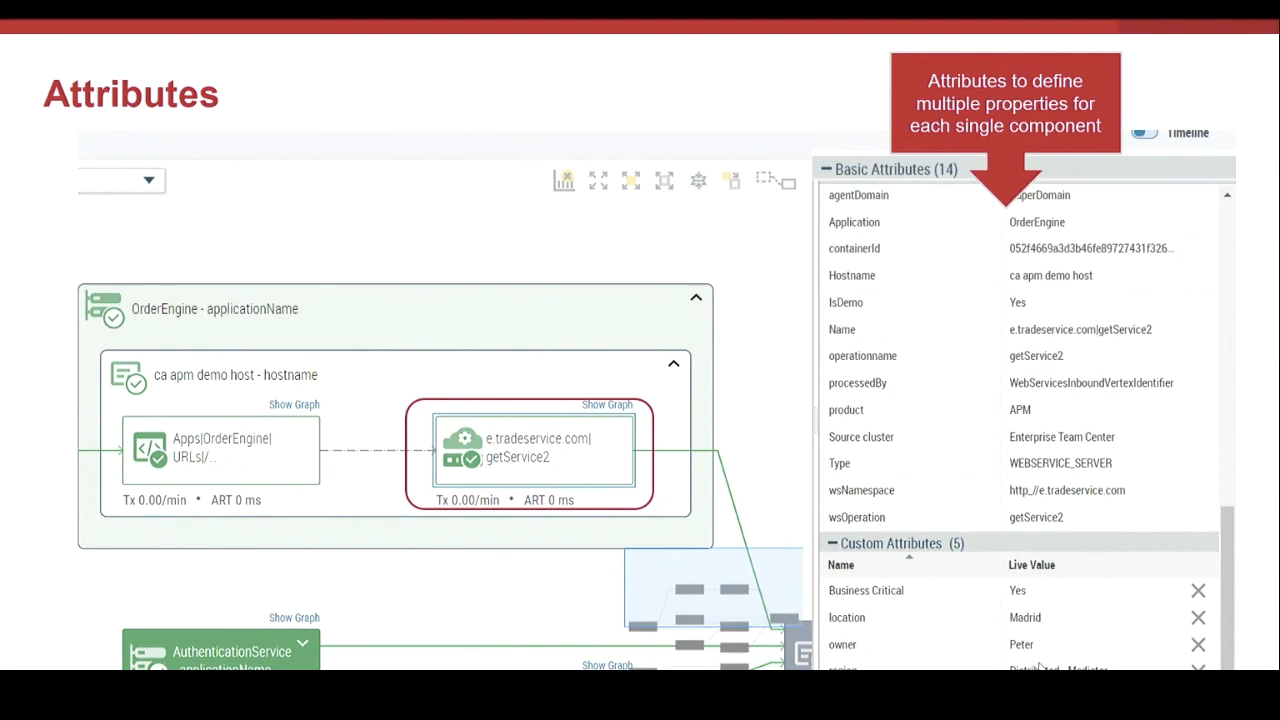 Attributes
Attributes to define
multiple properties for
each single component
Timeline
OrderEngine - applicationName
ca apm demo host - hostname
Show Graph
Show Graph
Apps|OrderEngine|
URLs|/...
e.tradeservice.com|
getService2
Tx 0.00/min • ART 0 ms
Tx 0.00/min • ART 0 ms
Show Graph
AuthenticationService
applicationName
Show Graph
Basic Attributes (14)
agentDomain
Application OrderEngine
containerId 052f4669a3d3b46fe89727431f326...
Hostname ca apm demo host
IsDemo Yes
Name e.tradeservice.com|getService2
operationname getService2
processedBy WebServicesInboundVertexIdentifier
product APM
Source cluster Enterprise Team Center
Type WEBSERVICE_SERVER
wsNamespace http_//e.tradeservice.com
wsOperation getService2
Custom Attributes (5)
Name Live Value
Business Critical Yes
location Madrid
owner Peter
region